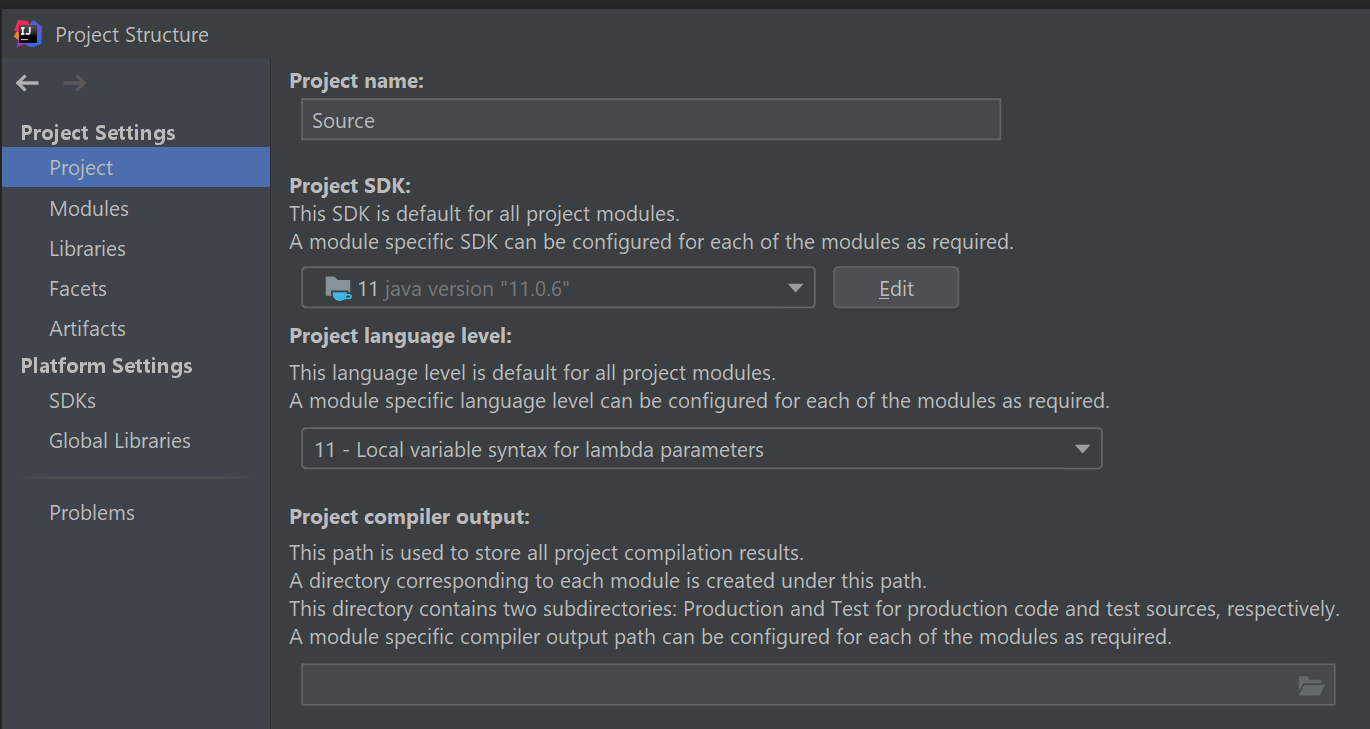 IJ
Project Structure
Project Settings
Project
Modules
Libraries
Facets
Artifacts
Platform Settings
SDKs
Global Libraries
Problems
Project name:
Source
Project SDK:
This SDK is default for all project modules.
A module specific SDK can be configured for each of the modules as required.
11 java version "11.0.6"
Edit
Project language level:
This language level is default for all project modules.
A module specific language level can be configured for each of the modules as required.
11 - Local variable syntax for lambda parameters
Project compiler output:
This path is used to store all project compilation results.
A directory corresponding to each module is created under this path.
This directory contains two subdirectories: Production and Test for production code and test sources, respectively.
A module specific compiler output path can be configured for each of the modules as required.